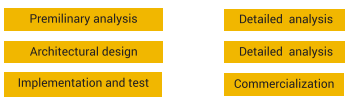 Premilinary analysis
Detailed  analysis
Architectural design
Detailed  analysis
Implementation and test
Commercialization